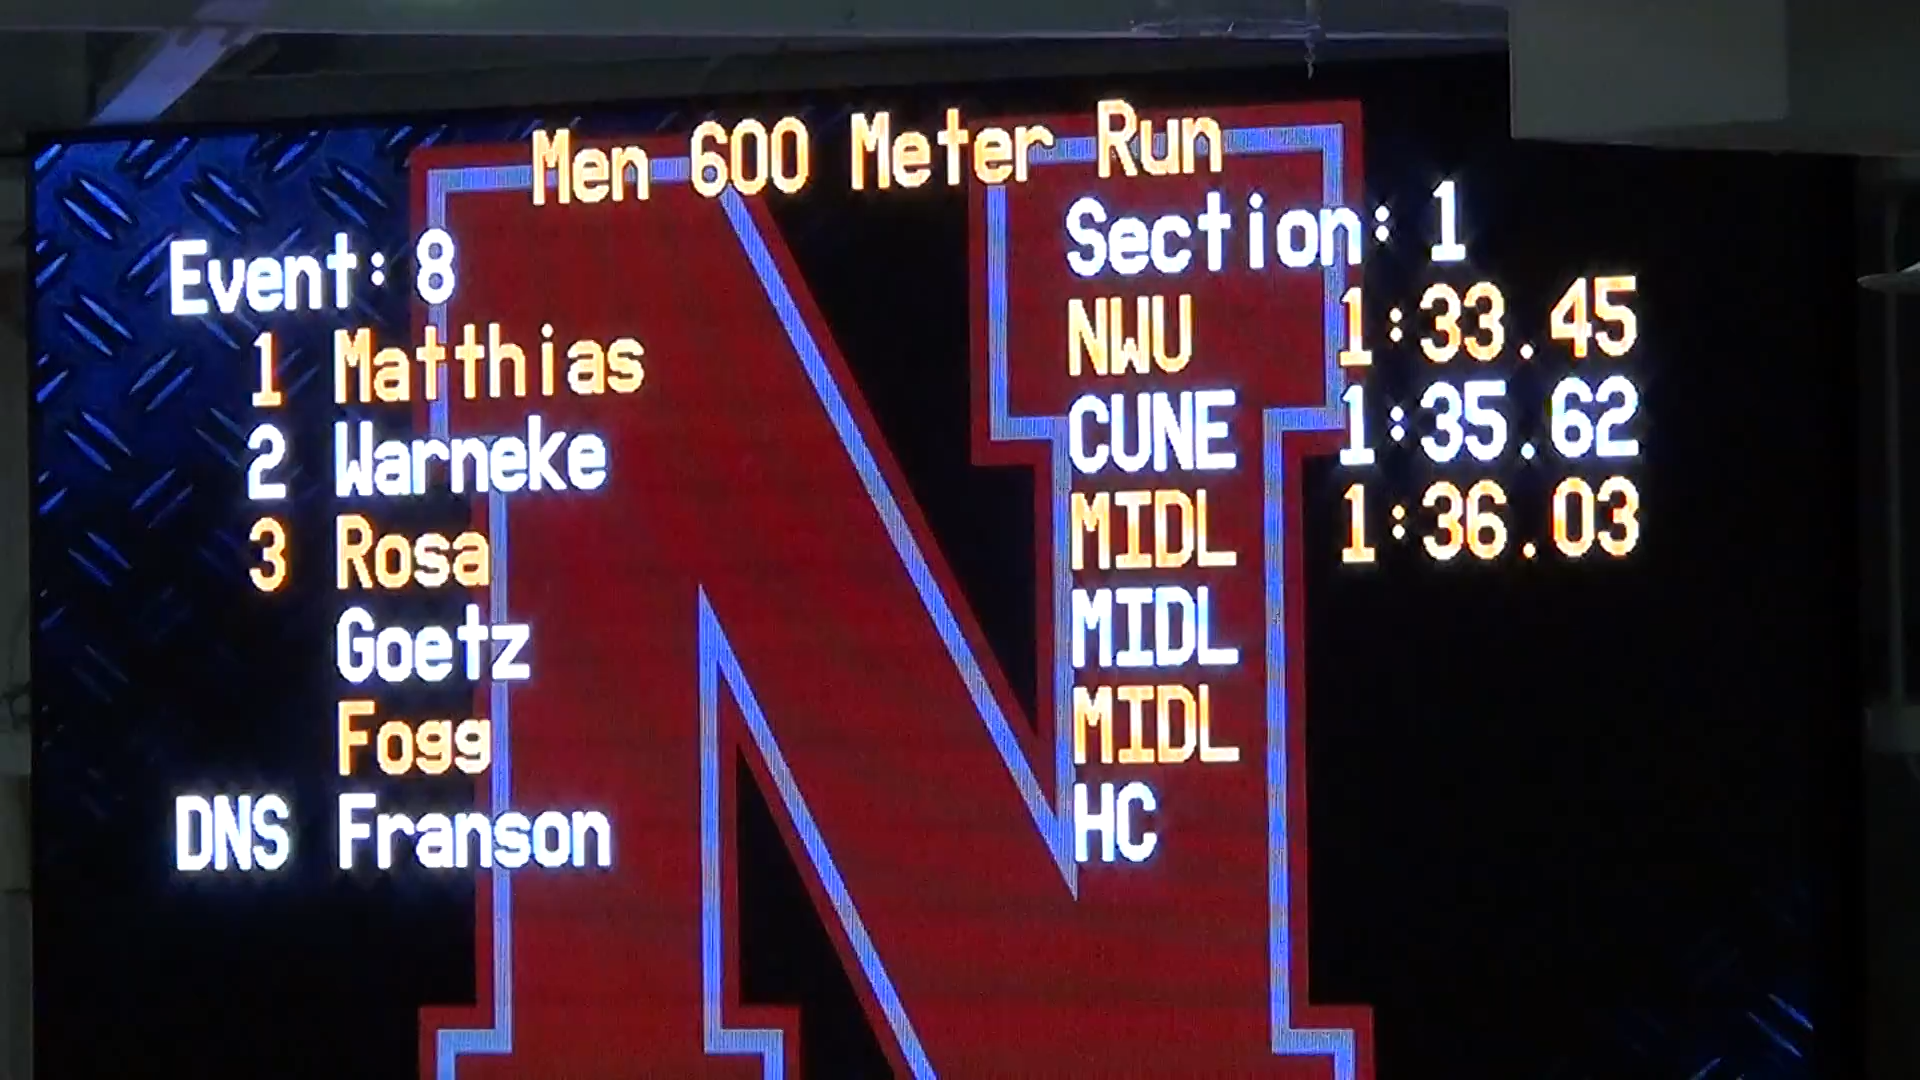 Men 600 Meter Run
Event: 8 Section: 1
1 Matthias NWU 1:33.45
2 Warneke CUNE 1:35.62
3 Rosa MIDL 1:36.03
Goetz MIDL
Fogg MIDL
DNS Franson HC
N